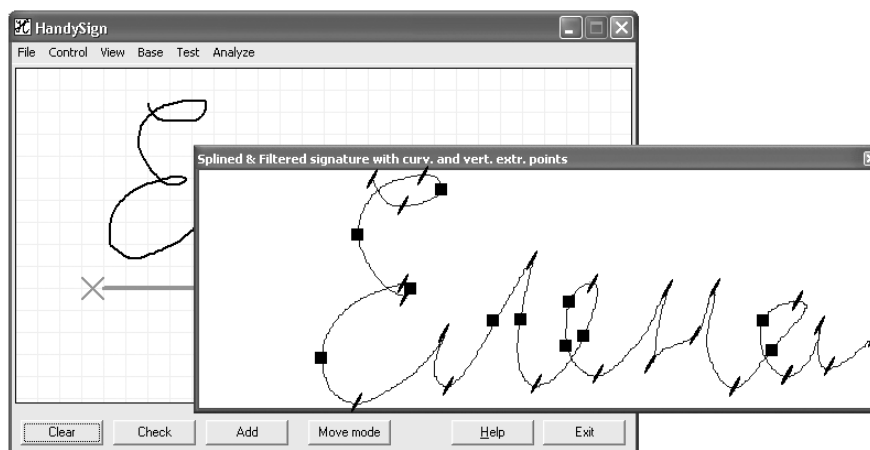 HandySign
File Control View Base Test Analyze
Splined & Filtered signature with curv. and vert. extr. points
Елена
Clear Check Add Move mode Help Exit